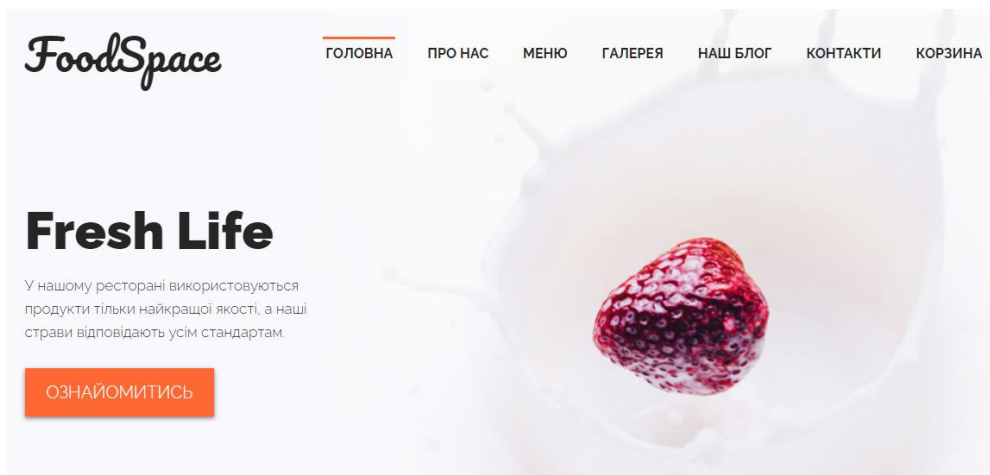 FoodSpace
ГОЛОВНА ПРО НАС МЕНЮ ГАЛЕРЕЯ НАШ БЛОГ КОНТАКТИ КОРЗИНА
Fresh Life
У нашому ресторані використовуються
продукти тільки найкращої якості, а наші
страви відповідають усім стандартам.
ОЗНАЙОМИТИСЬ